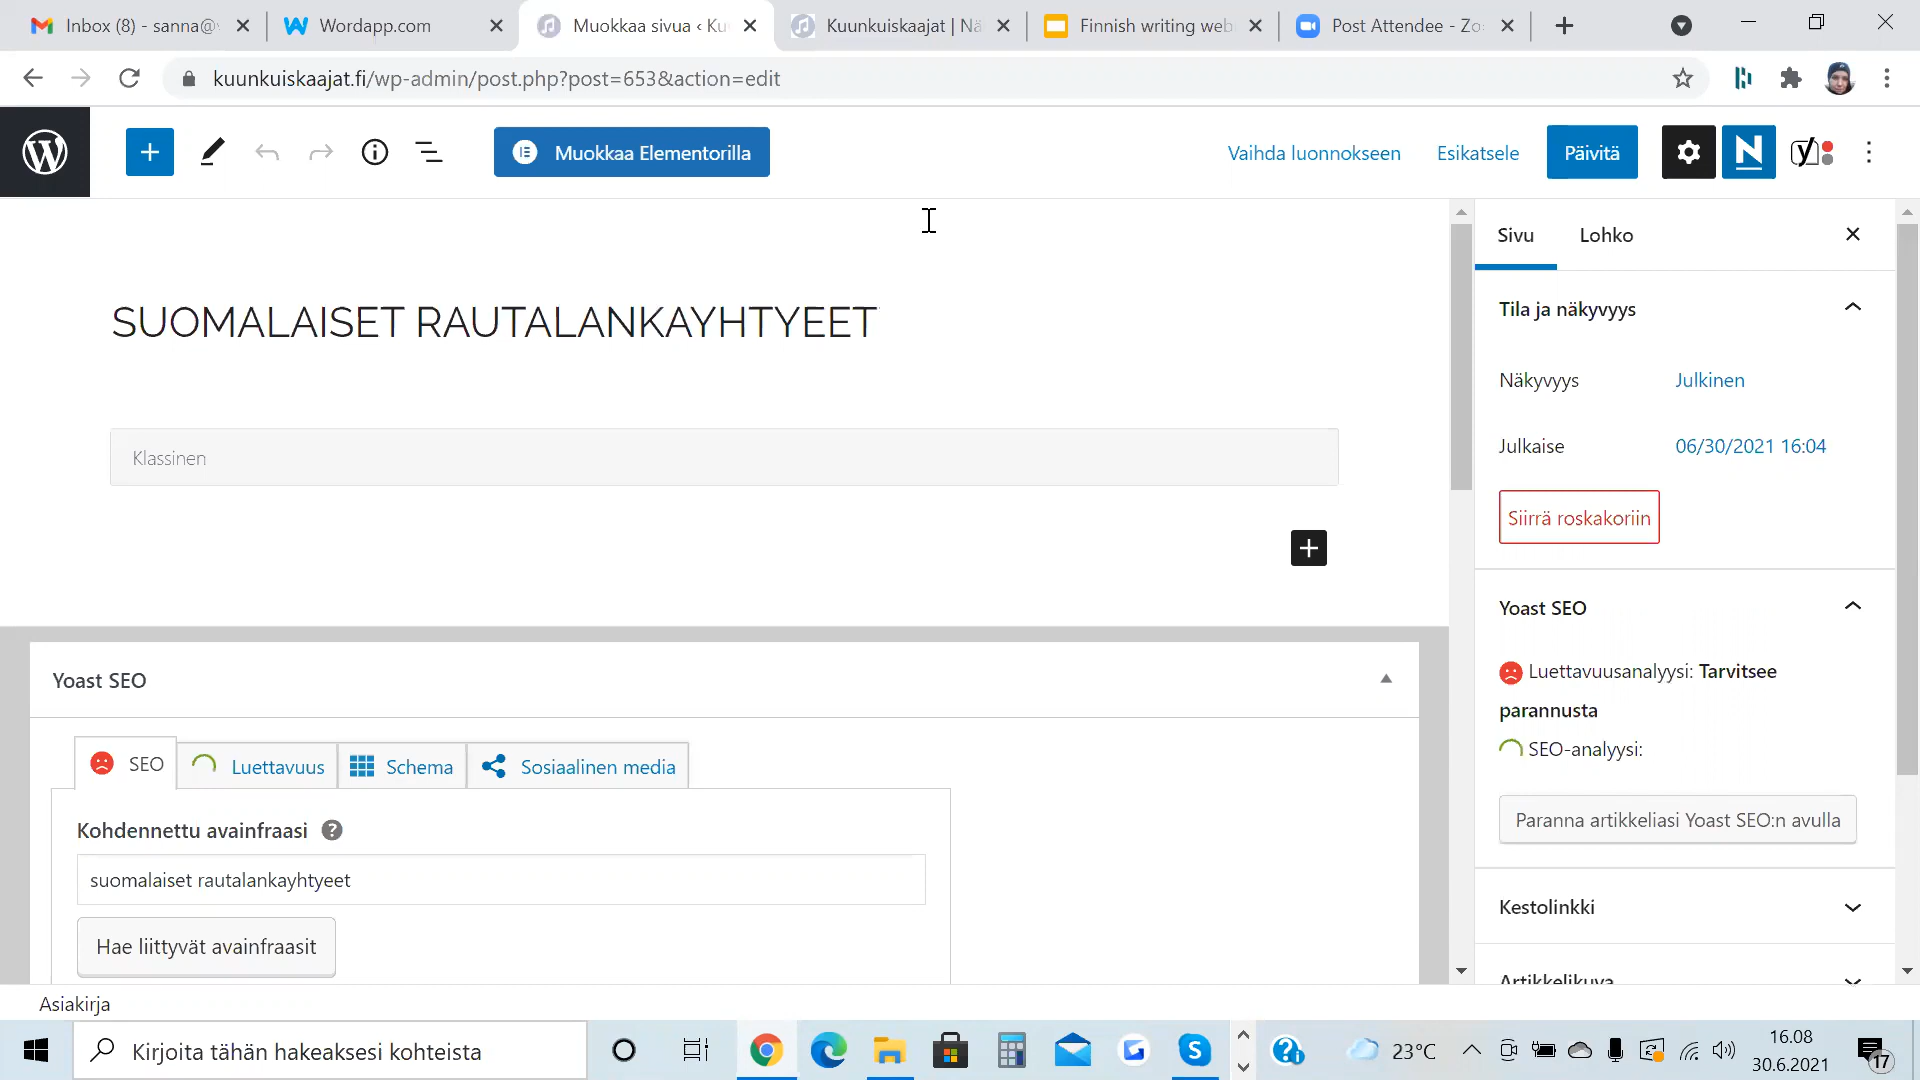 Inbox (8) - sanna@
Wordapp.com
Muokkaa sivua ‹ Ku
Kuunkuiskaajat | Nä
Finnish writing web
Post Attendee - Zo
kuunkuiskaajat.fi/wp-admin/post.php?post=653&action=edit
Muokkaa Elementorilla
Vaihda luonnokseen
Esikatsele
Päivitä
SUOMALAISET RAUTALANKAYHTYEET
Klassinen
Yoast SEO
SEO
Luettavuus
Schema
Sosiaalinen media
Kohdennettu avainfraasi
suomalaiset rautalankayhtyeet
Hae liittyvät avainfraasit
Sivu
Lohko
Tila ja näkyvyys
Näkyvyys
Julkinen
Julkaise
06/30/2021 16:04
Siirrä roskakoriin
Yoast SEO
Luettavuusanalyysi: Tarvitsee
parannusta
SEO-analyysi:
Paranna artikkeliasi Yoast SEO:n avulla
Kestolinkki
Artikkelikuva
Asiakirja
Kirjoita tähän hakeaksesi kohteista
23°C
16.08
30.6.2021
17